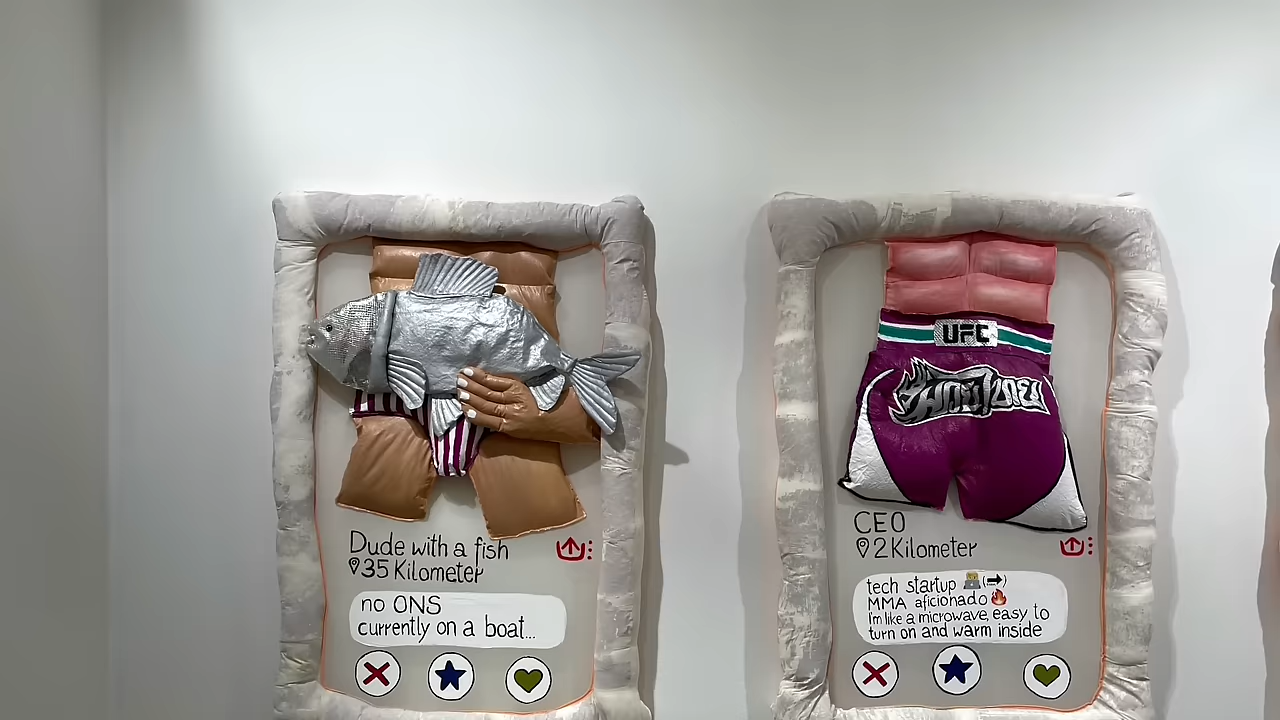 Dude with a fish
35 Kilometer
no ONS
currently on a boat...
UFC
CEO
2 Kilometer
tech startup
MMA aficionado
I'm like a microwave, easy to
turn on and warm inside